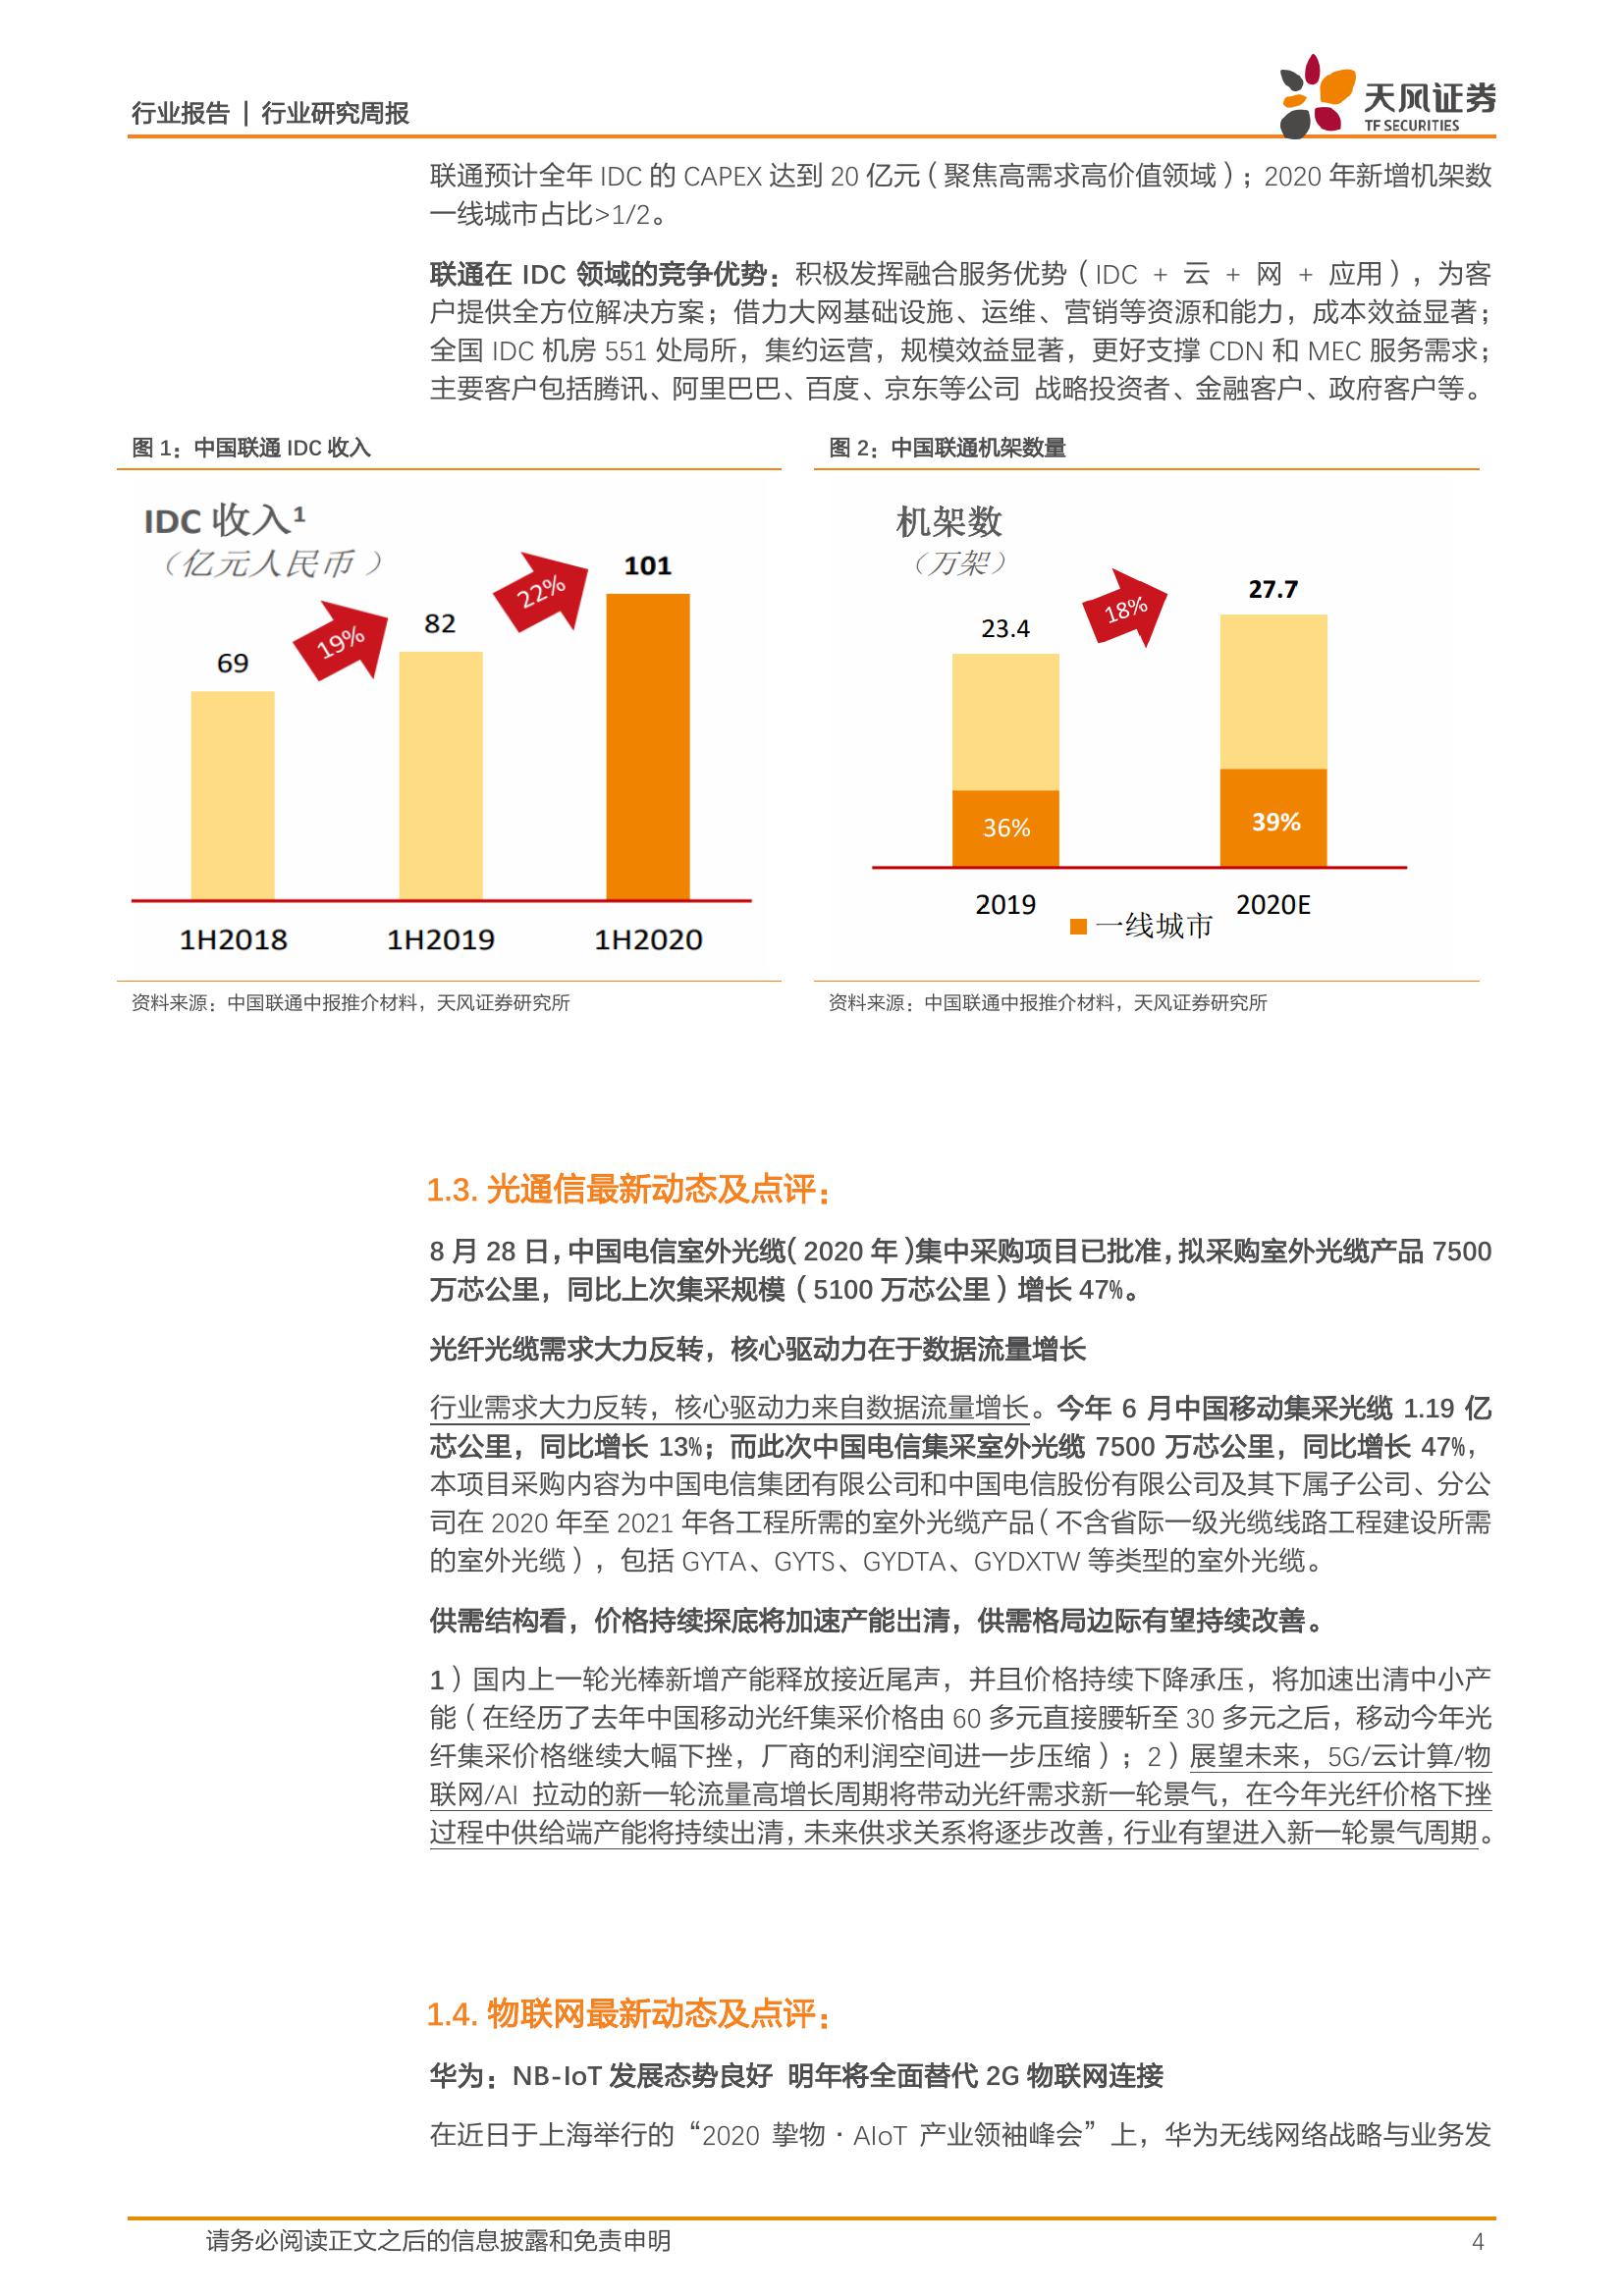 行业报告 | 行业研究周报
天风证券
TF SECURITIES
联通预计全年 IDC 的 CAPEX 达到 20 亿元（聚焦高需求高价值领域）；2020 年新增机架数
一线城市占比>1/2。
联通在 IDC 领域的竞争优势：积极发挥融合服务优势（IDC + 云 + 网 + 应用），为客
户提供全方位解决方案；借力大网基础设施、运维、营销等资源和能力，成本效益显著；
全国 IDC 机房 551 处局所，集约运营，规模效益显著，更好支撑 CDN 和 MEC 服务需求；
主要客户包括腾讯、阿里巴巴、百度、京东等公司 战略投资者、金融客户、政府客户等。
图 1：中国联通 IDC 收入
IDC 收入¹
（亿元人民币）
69
19%
82
22%
101
1H2018
1H2019
1H2020
资料来源：中国联通中报推介材料，天风证券研究所
图 2：中国联通机架数量
机架数
（万架）
23.4
18%
27.7
36%
39%
2019
2020E
一线城市
资料来源：中国联通中报推介材料，天风证券研究所
1.3. 光通信最新动态及点评：
8 月 28 日，中国电信室外光缆（2020 年）集中采购项目已批准，拟采购室外光缆产品 7500
万芯公里，同比上次集采规模（5100 万芯公里）增长 47%。
光纤光缆需求大力反转，核心驱动力在于数据流量增长
行业需求大力反转，核心驱动力来自数据流量增长。今年 6 月中国移动集采光缆 1.19 亿
芯公里，同比增长 13%；而此次中国电信集采室外光缆 7500 万芯公里，同比增长 47%，
本项目采购内容为中国电信集团有限公司和中国电信股份有限公司及其下属子公司、分公
司在 2020 年至 2021 年各工程所需的室外光缆产品（不含省际一级光缆线路工程建设所需
的室外光缆），包括 GYTA、GYTS、GYDTA、GYDXTW 等类型的室外光缆。
供需结构看，价格持续探底将加速产能出清，供需格局边际有望持续改善。
1）国内上一轮光棒新增产能释放接近尾声，并且价格持续下降承压，将加速出清中小产
能（在经历了去年中国移动光纤集采价格由 60 多元直接腰斩至 30 多元之后，移动今年光
纤集采价格继续大幅下挫，厂商的利润空间进一步压缩）；2）展望未来，5G/云计算/物
联网/AI 拉动的新一轮流量高增长周期将带动光纤需求新一轮景气，在今年光纤价格下挫
过程中供给端产能将持续出清，未来供求关系将逐步改善，行业有望进入新一轮景气周期。
1.4. 物联网最新动态及点评：
华为：NB-IoT 发展态势良好 明年将全面替代 2G 物联网连接
在近日于上海举行的“2020 挚物·AIoT 产业领袖峰会”上，华为无线网络战略与业务发
请务必阅读正文之后的信息披露和免责申明
4